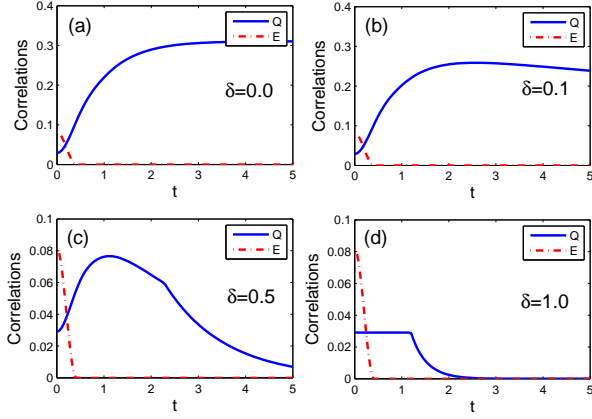 (a)
Q
E
δ=0.0
Correlations
0.4
0.3
0.2
0.1
0
0 1 2 3 4 5
t
(b)
Q
E
δ=0.1
Correlations
0.4
0.3
0.2
0.1
0
0 1 2 3 4 5
t
(c)
Q
E
δ=0.5
Correlations
0.1
0.08
0.06
0.04
0.02
0
0 1 2 3 4 5
t
(d)
Q
E
δ=1.0
Correlations
0.1
0.08
0.06
0.04
0.02
0
0 1 2 3 4 5
t